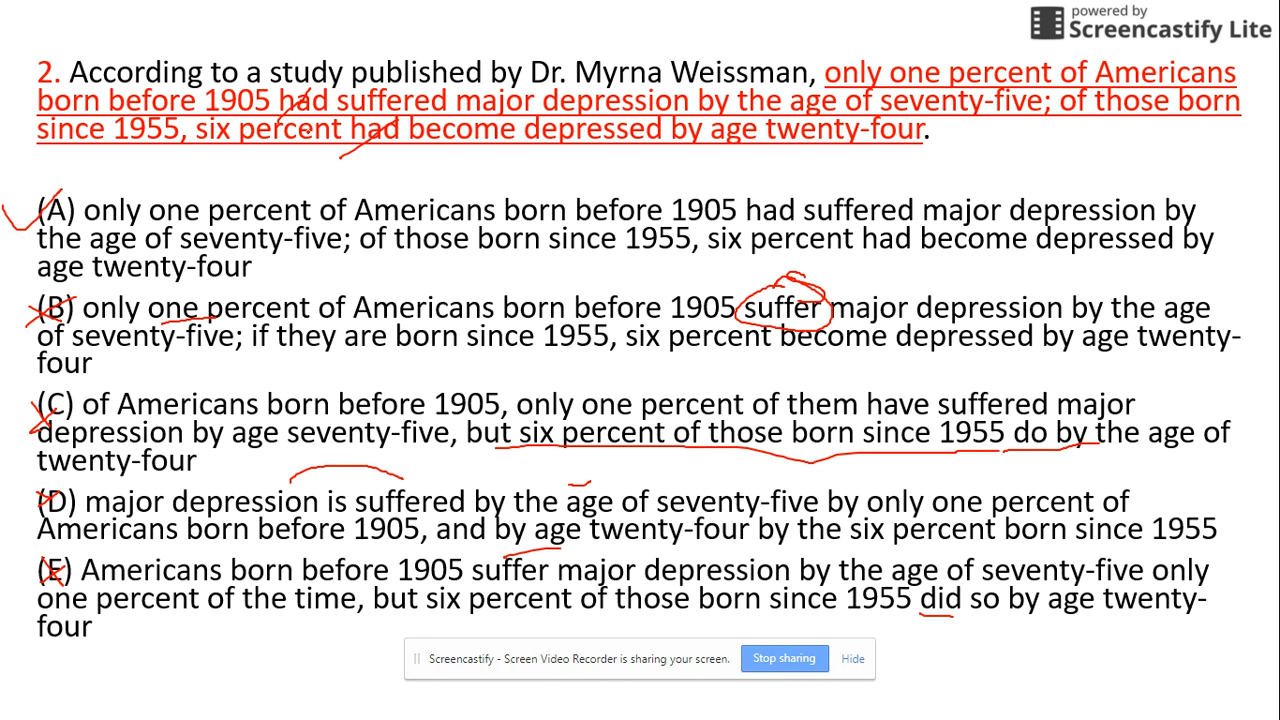 powered by
Screencastify Lite
2. According to a study published by Dr. Myrna Weissman, only one percent of Americans
born before 1905 had suffered major depression by the age of seventy-five; of those born
since 1955, six percent had become depressed by age twenty-four.
(A) only one percent of Americans born before 1905 had suffered major depression by
the age of seventy-five; of those born since 1955, six percent had become depressed by
age twenty-four
(B) only one percent of Americans born before 1905 suffer major depression by the age
of seventy-five; if they are born since 1955, six percent become depressed by age twenty-
four
(C) of Americans born before 1905, only one percent of them have suffered major
depression by age seventy-five, but six percent of those born since 1955 do by the age of
twenty-four
(D) major depression is suffered by the age of seventy-five by only one percent of
Americans born before 1905, and by age twenty-four by the six percent born since 1955
(E) Americans born before 1905 suffer major depression by the age of seventy-five only
one percent of the time, but six percent of those born since 1955 did so by age twenty-
four
Screencastify - Screen Video Recorder is sharing your screen. Stop sharing Hide